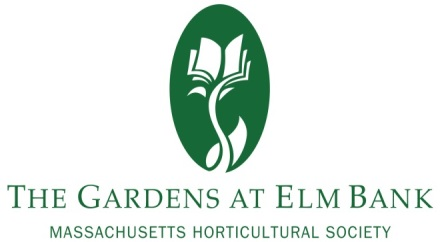 The Gardens at Elm Bank
MASSACHUSETTS HORTICULTURAL SOCIETY